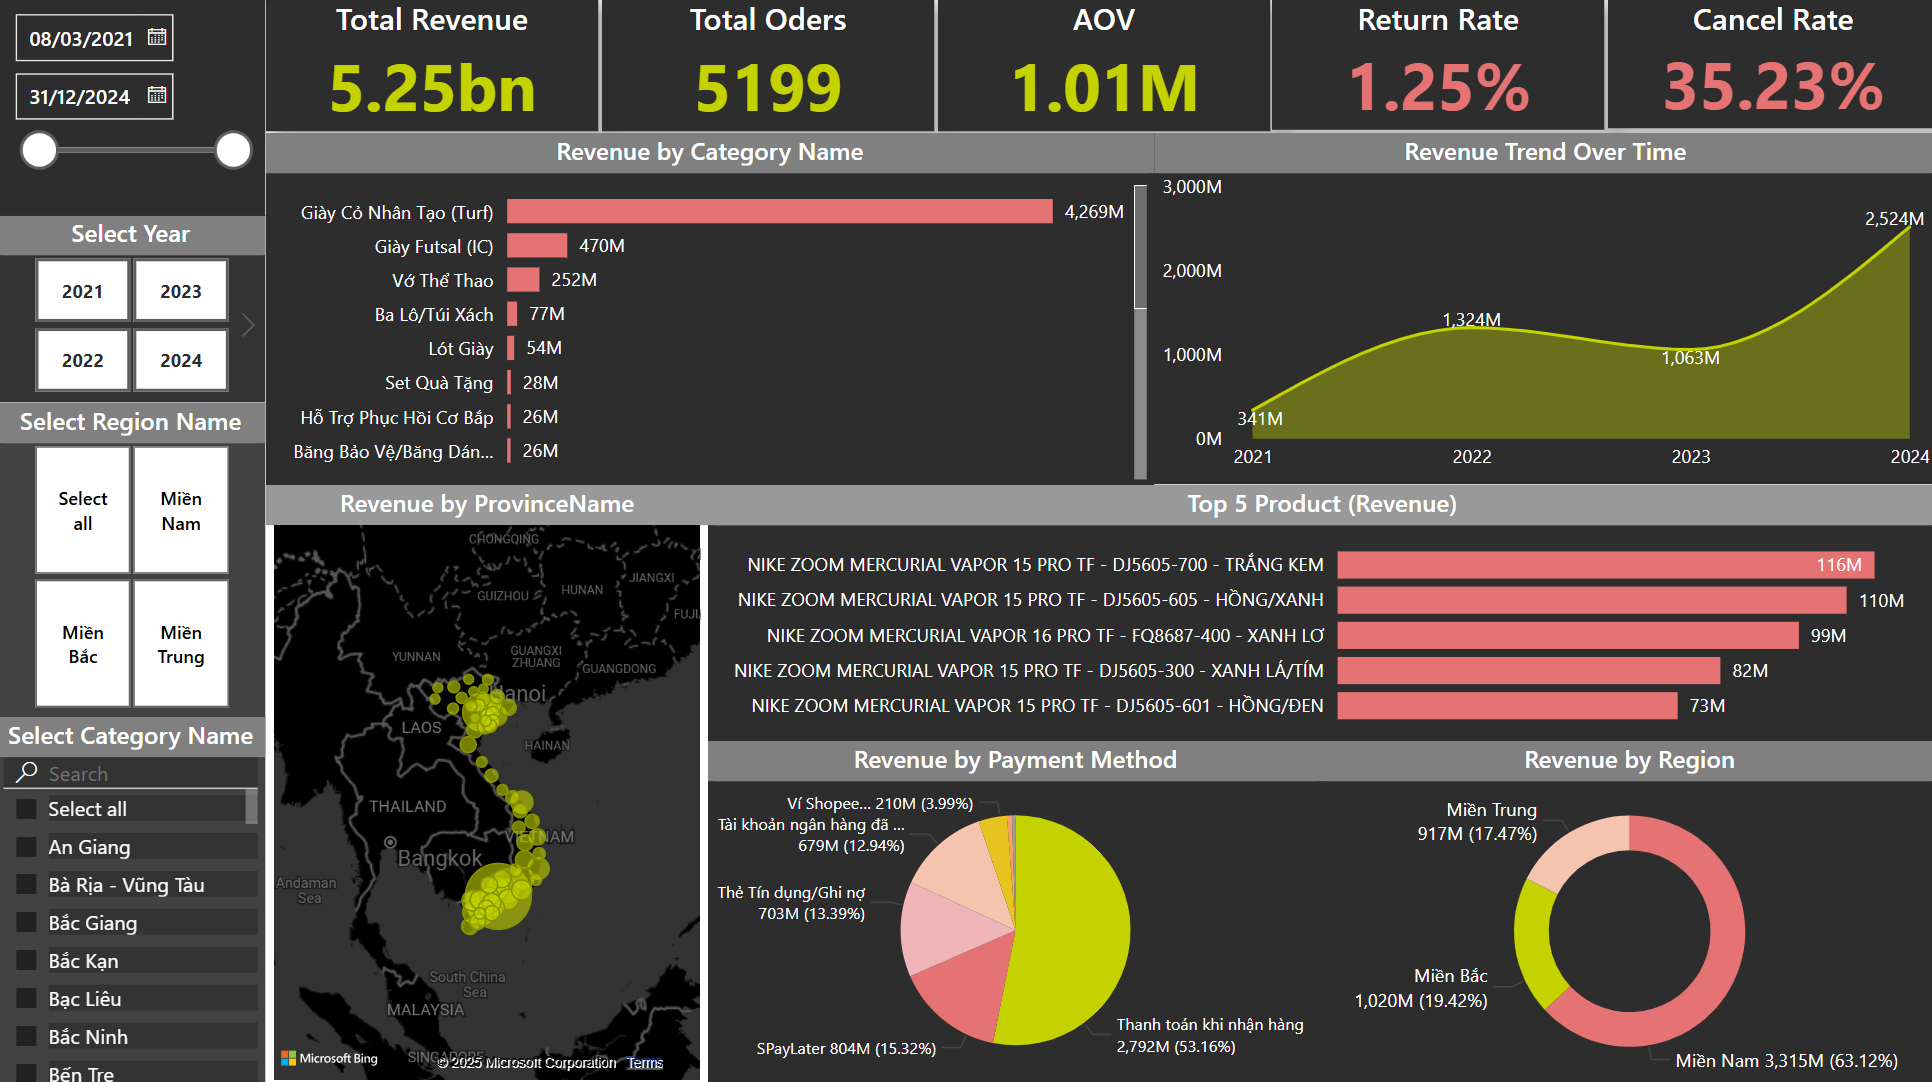 08/03/2021
31/12/2024
Select Year
2021
2023
2022
2024
Select Region Name
Select
all
Miền
Nam
Miền
Bắc
Miền
Trung
Select Category Name
Search
Select all
An Giang
Bà Rịa - Vũng Tàu
Bắc Giang
Bắc Kạn
Bạc Liêu
Bắc Ninh
Bến Tre
Total Revenue
5.25bn
Total Oders
5199
AOV
1.01M
Return Rate
1.25%
Cancel Rate
35.23%
Revenue by Category Name
Giày Cỏ Nhân Tạo (Turf) 4,269M
Giày Futsal (IC) 470M
Vớ Thể Thao 252M
Ba Lô/Túi Xách 77M
Lót Giày 54M
Set Quà Tặng 28M
Hỗ Trợ Phục Hồi Cơ Bắp 26M
Băng Bảo Vệ/Băng Dán... 26M
Revenue Trend Over Time
3,000M
2,000M
1,000M
0M
341M
1,324M
1,063M
2,524M
2021
2022
2023
2024
Revenue by ProvinceName
CHONGQING
JIANGXI
HUNAN
GUIZHOU
FUJI
YUNNAN
GUANGXI
ZHUANG
GUANGDONG
anoi
LAOS
HAINAN
THAILAND
VIETNAM
Bangkok
Andaman
Sea
South China
Sea
MALAYSIA
SINGAPORE
Microsoft Bing
© 2025 Microsoft Corporation Terms
Top 5 Product (Revenue)
NIKE ZOOM MERCURIAL VAPOR 15 PRO TF - DJ5605-700 - TRẮNG KEM 116M
NIKE ZOOM MERCURIAL VAPOR 15 PRO TF - DJ5605-605 - HỒNG/XANH 110M
NIKE ZOOM MERCURIAL VAPOR 16 PRO TF - FQ8687-400 - XANH LƠ 99M
NIKE ZOOM MERCURIAL VAPOR 15 PRO TF - DJ5605-300 - XANH LÁ/TÍM 82M
NIKE ZOOM MERCURIAL VAPOR 15 PRO TF - DJ5605-601 - HỒNG/ĐEN 73M
Revenue by Payment Method
Ví Shopee... 210M (3.99%)
Tài khoản ngân hàng đã ...
679M (12.94%)
Thẻ Tín dụng/Ghi nợ
703M (13.39%)
SPayLater 804M (15.32%)
Thanh toán khi nhận hàng
2,792M (53.16%)
Revenue by Region
Miền Trung
917M (17.47%)
Miền Bắc
1,020M (19.42%)
Miền Nam 3,315M (63.12%)